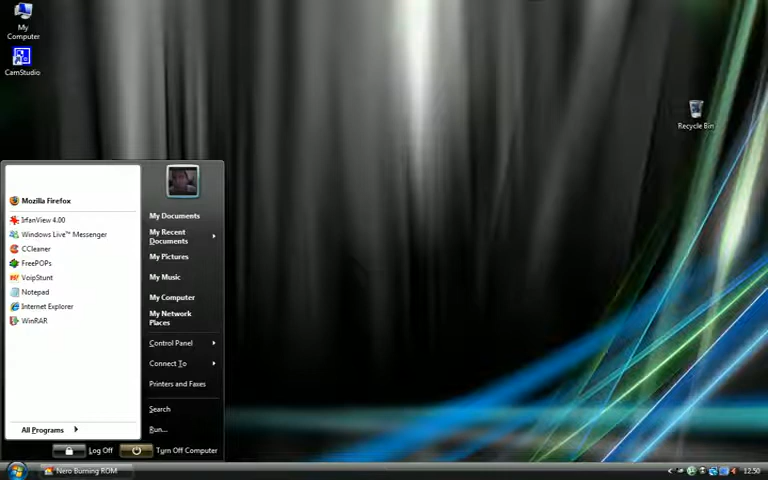 My
Computer
CamStudio
Recycle Bin
Mozilla Firefox
IrfanView 4.00
Windows Live™ Messenger
CCleaner
FreePOPs
VoipStunt
Notepad
Internet Explorer
WinRAR
All Programs
My Documents
My Recent
Documents
My Pictures
My Music
My Computer
My Network
Places
Control Panel
Connect To
Printers and Faxes
Search
Run...
Log Off
Turn Off Computer
Nero Burning ROM
12.50